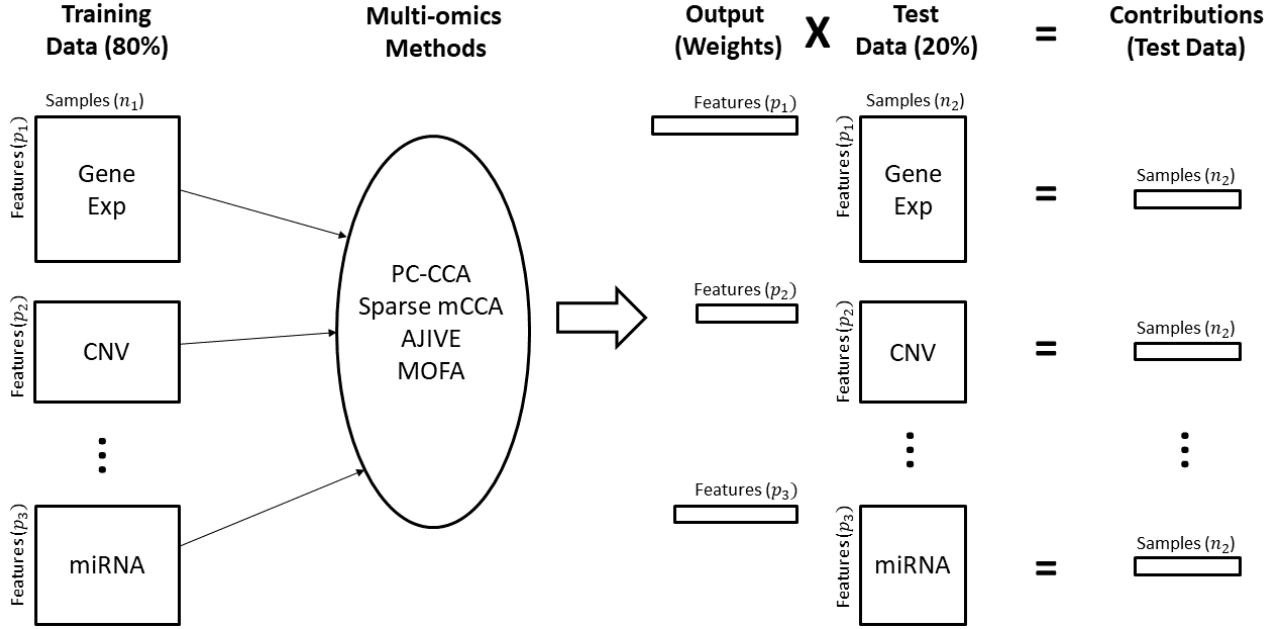 Training
Data (80%)
Multi-omics
Methods
Output
(Weights)
X
Test
Data (20%)
=
Contributions
(Test Data)
Samples (n₁)
Features (p₁)
Gene
Exp
Features (p₂)
CNV
⋮
Features (p₃)
miRNA
PC-CCA
Sparse mCCA
AJIVE
MOFA
Features (p₁)
Features (p₂)
Features (p₃)
Samples (n₂)
Features (p₁)
Gene
Exp
=
Samples (n₂)
Features (p₂)
CNV
=
Samples (n₂)
⋮
⋮
Features (p₃)
miRNA
=
Samples (n₂)